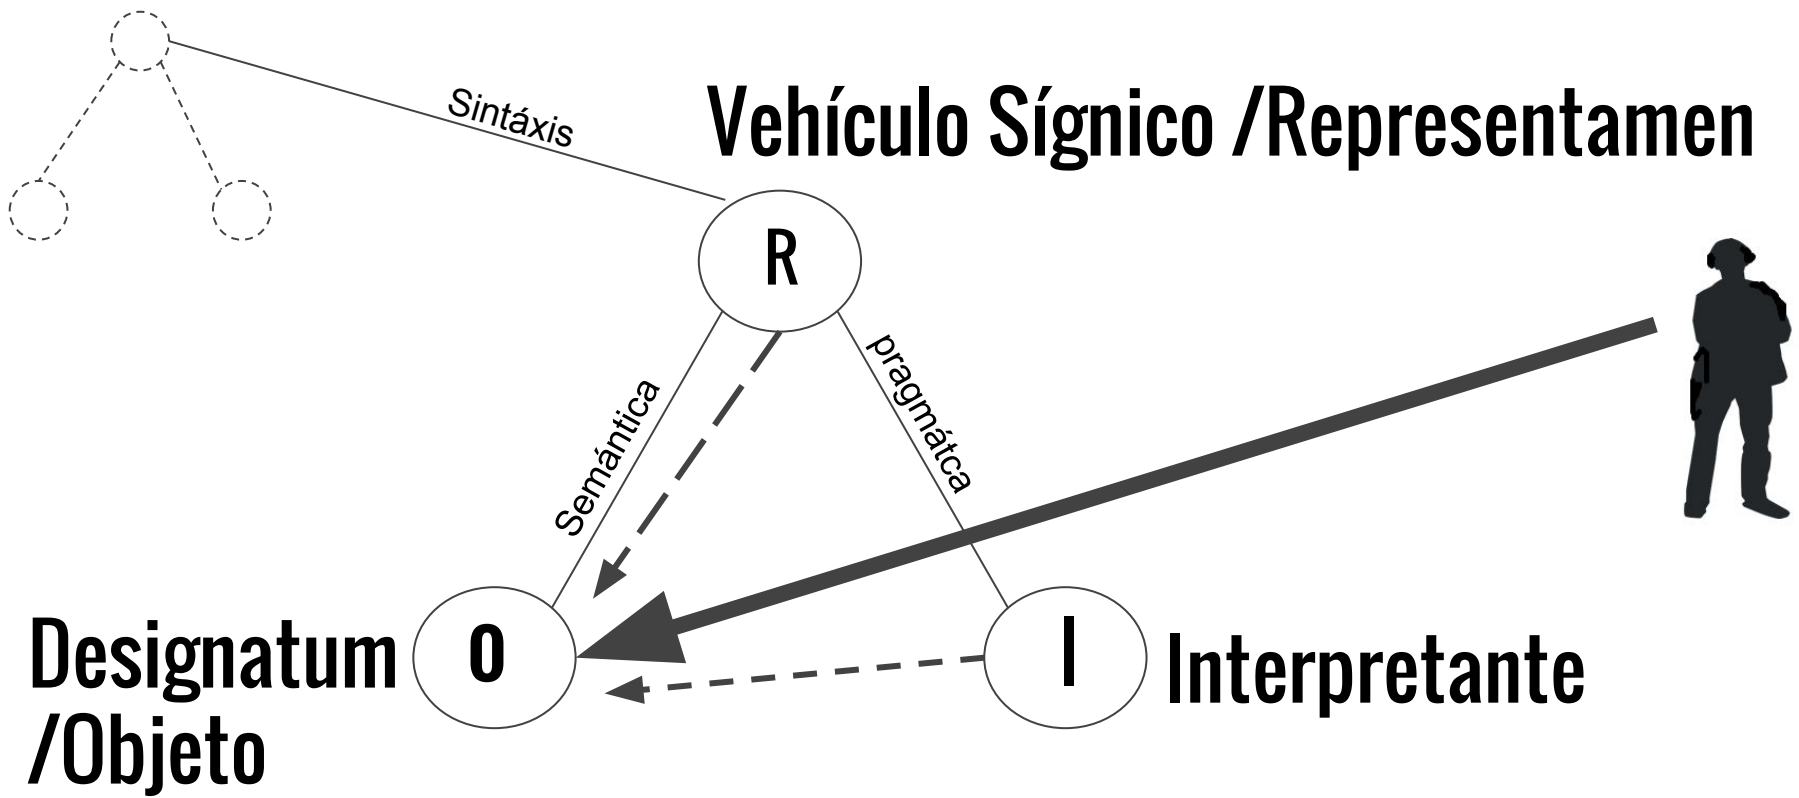 Sintáxis
Vehículo Sígnico /Representamen
R
Semántica
pragmátca
Designatum
/Objeto
O
I
Interpretante